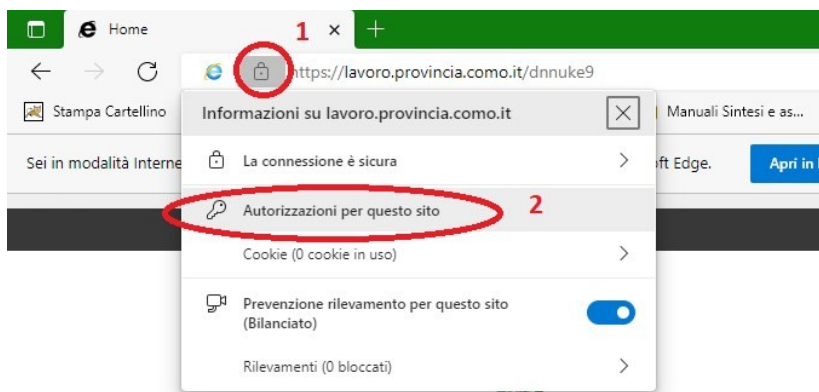 Home
1
https://lavoro.provincia.como.it/dnnuke9
Stampa Cartellino
Informazioni su lavoro.provincia.como.it
Manuali Sintesi e as...
Sei in modalità Interne
La connessione è sicura
ft Edge.
Apri in
Autorizzazioni per questo sito
2
Cookie (0 cookie in uso)
Prevenzione rilevamento per questo sito
(Bilanciato)
Rilevamenti (0 bloccati)